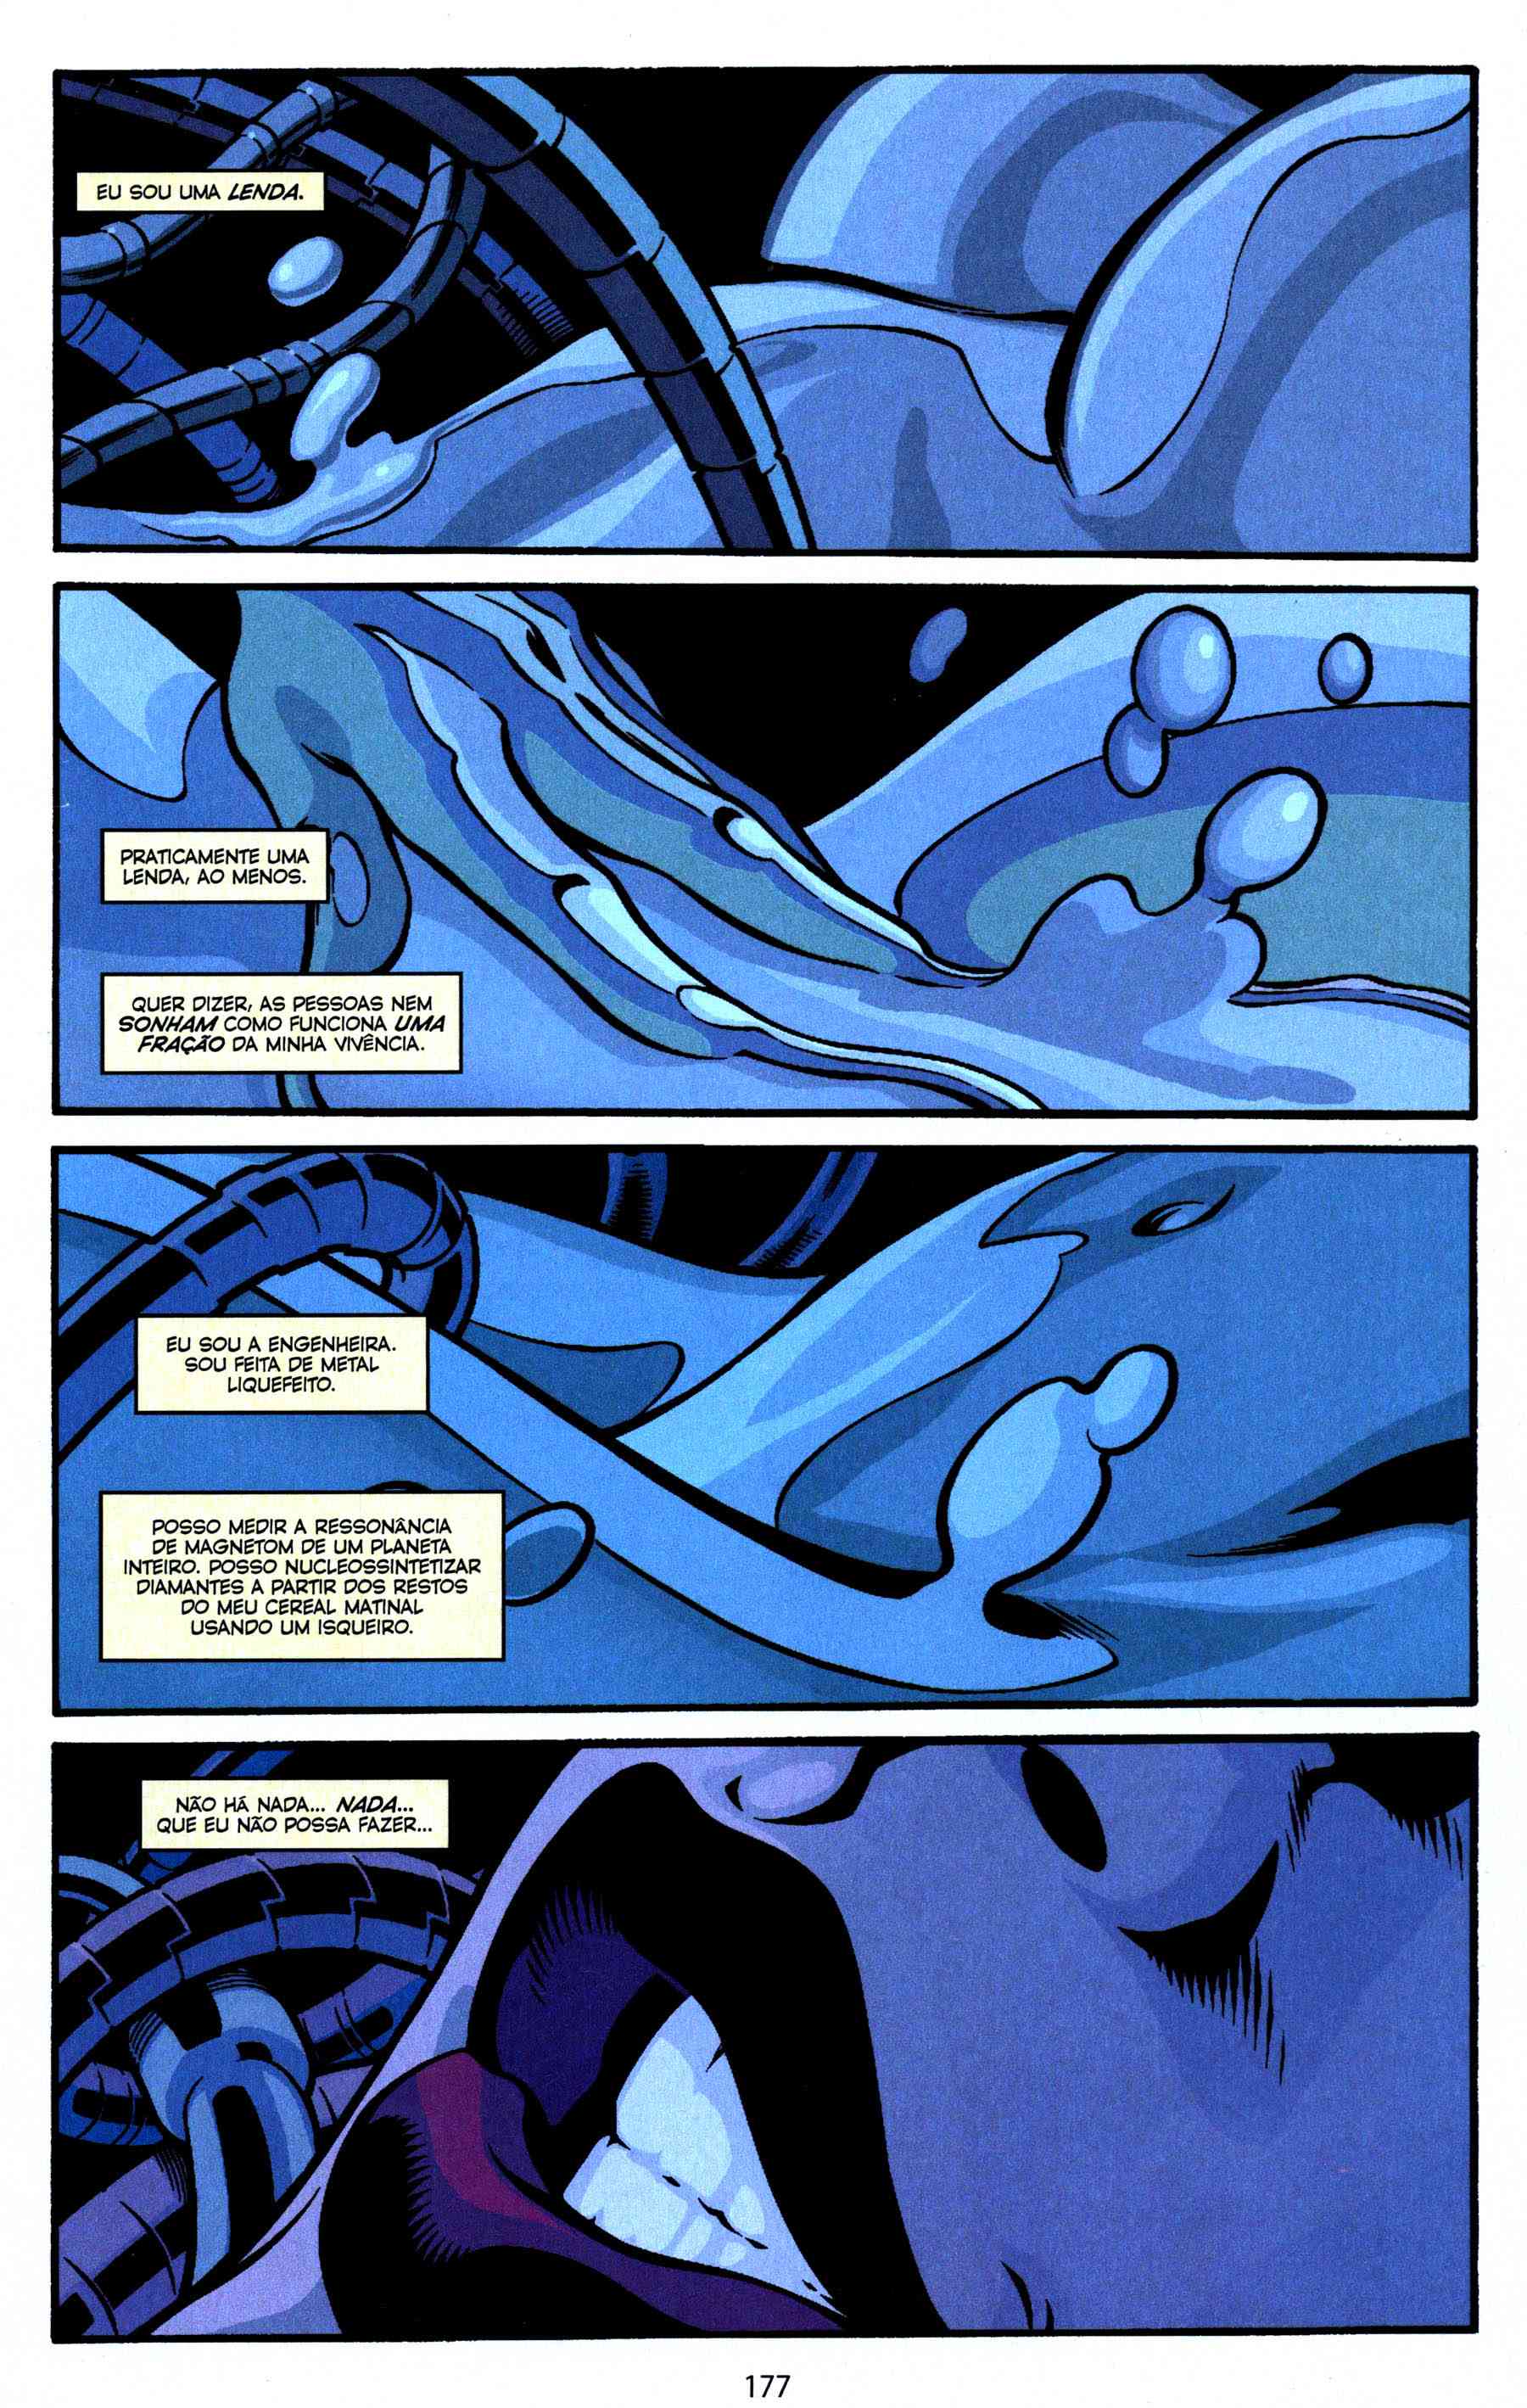 EU SOU UMA LENDA.
PRATICAMENTE UMA
LENDA, AO MENOS.
QUER DIZER, AS PESSOAS NEM
SONHAM COMO FUNCIONA UMA
FRAÇÃO DA MINHA VIVÊNCIA.
EU SOU A ENGENHEIRA.
SOU FEITA DE METAL
LIQUEFEITO.
POSSO MEDIR A RESSONÂNCIA
DE MAGNETOM DE UM PLANETA
INTEIRO. POSSO NUCLEOSSINTETIZAR
DIAMANTES A PARTIR DOS RESTOS
DO MEU CEREAL MATINAL
USANDO UM ISQUEIRO.
NÃO HÁ NADA... NADA...
QUE EU NÃO POSSA FAZER...
177